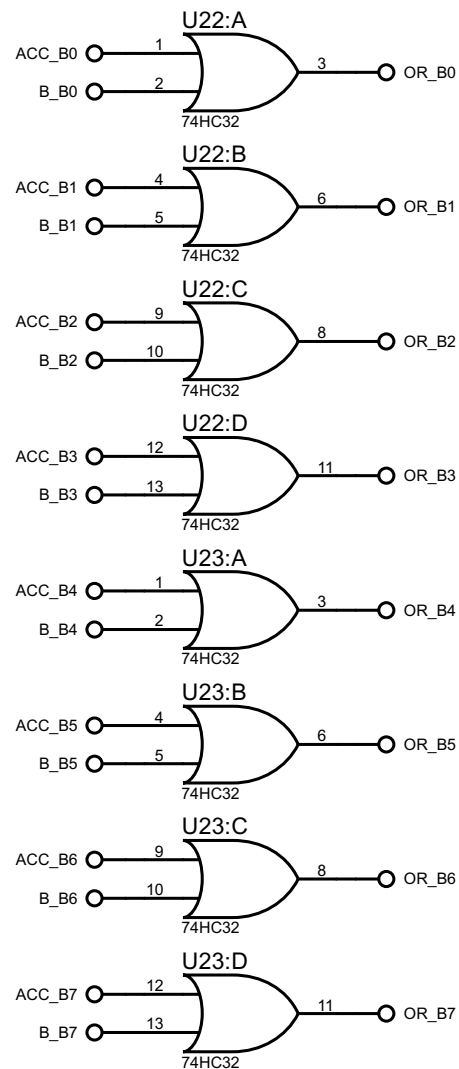 U22:A
ACC_B0 1
3 OR_B0
B_B0 2
74HC32
U22:B
ACC_B1 4
6 OR_B1
B_B1 5
74HC32
U22:C
ACC_B2 9
8 OR_B2
B_B2 10
74HC32
U22:D
ACC_B3 12
11 OR_B3
B_B3 13
74HC32
U23:A
ACC_B4 1
3 OR_B4
B_B4 2
74HC32
U23:B
ACC_B5 4
6 OR_B5
B_B5 5
74HC32
U23:C
ACC_B6 9
8 OR_B6
B_B6 10
74HC32
U23:D
ACC_B7 12
11 OR_B7
B_B7 13
74HC32